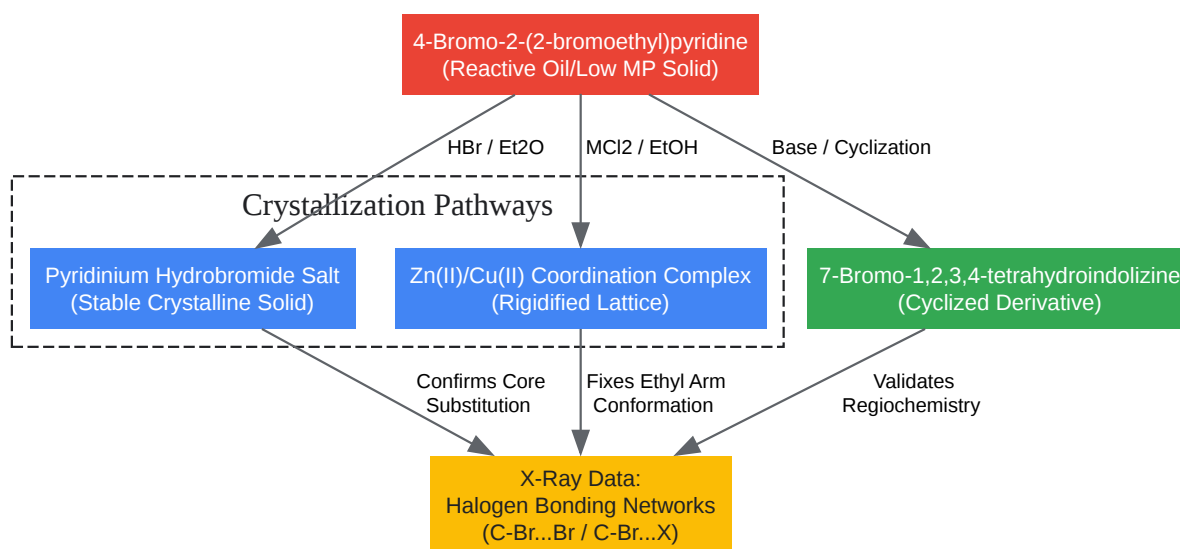 4-Bromo-2-(2-bromoethyl)pyridine
(Reactive Oil/Low MP Solid)
HBr / Et2O
MCl2 / EtOH
Base / Cyclization
Crystallization Pathways
Pyridinium Hydrobromide Salt
(Stable Crystalline Solid)
Zn(II)/Cu(II) Coordination Complex
(Rigidified Lattice)
7-Bromo-1,2,3,4-tetrahydroindolizine
(Cyclized Derivative)
Confirms Core
Substitution
Fixes Ethyl Arm
Conformation
Validates
Regiochemistry
X-Ray Data:
Halogen Bonding Networks
(C-Br...Br / C-Br...X)